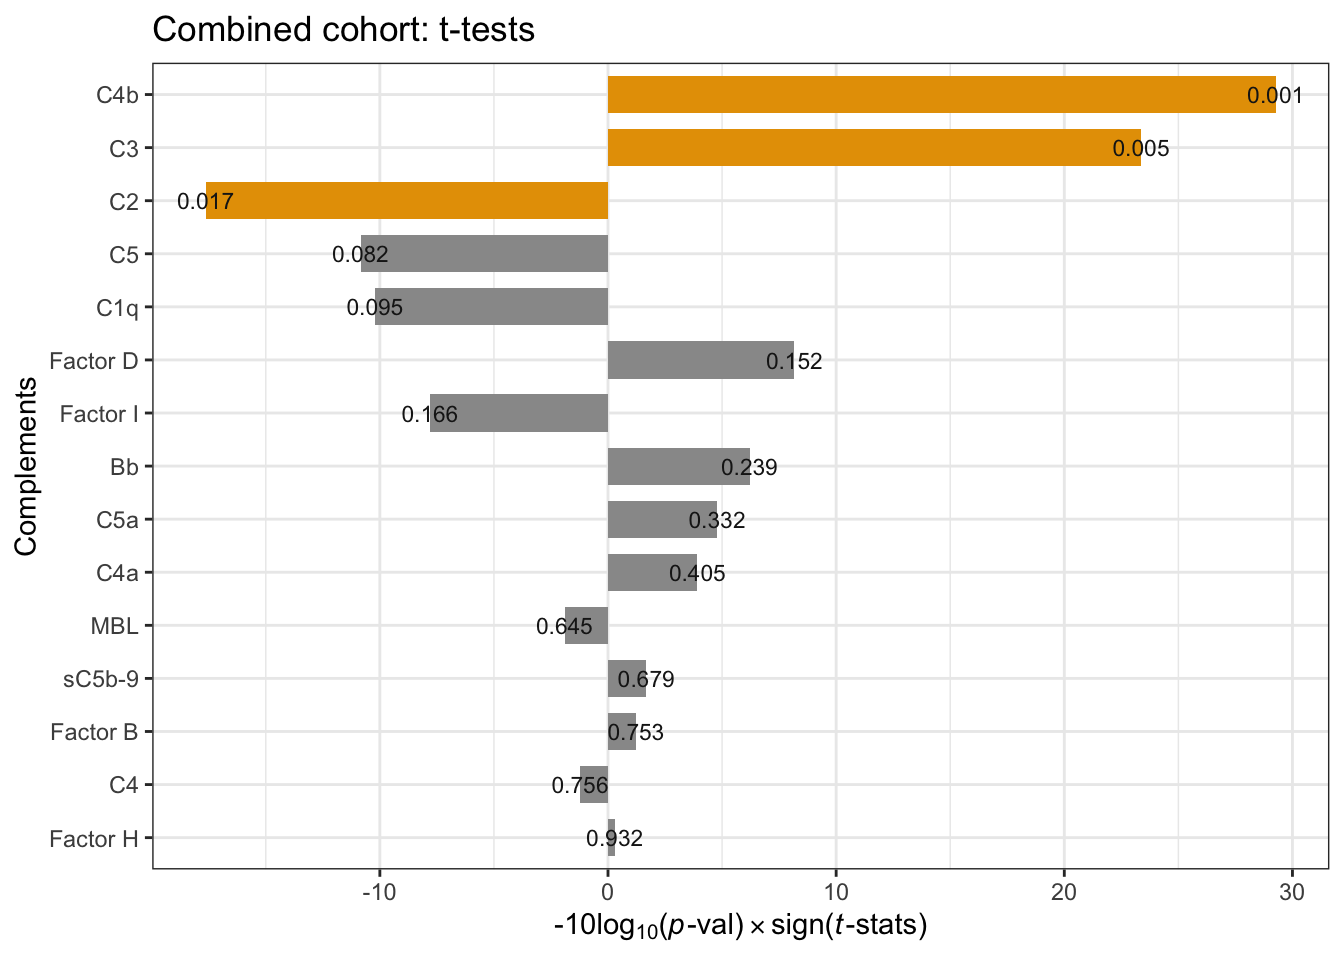 Combined cohort: t-tests
Complements
C4b 0.001
C3 0.005
C2 0.017
C5 0.082
C1q 0.095
Factor D 0.152
Factor I 0.166
Bb 0.239
C5a 0.332
C4a 0.405
MBL 0.645
sC5b-9 0.679
Factor B 0.753
C4 0.756
Factor H 0.932
-10 0 10 20 30
-10log₁₀(p-val) × sign(t-stats)